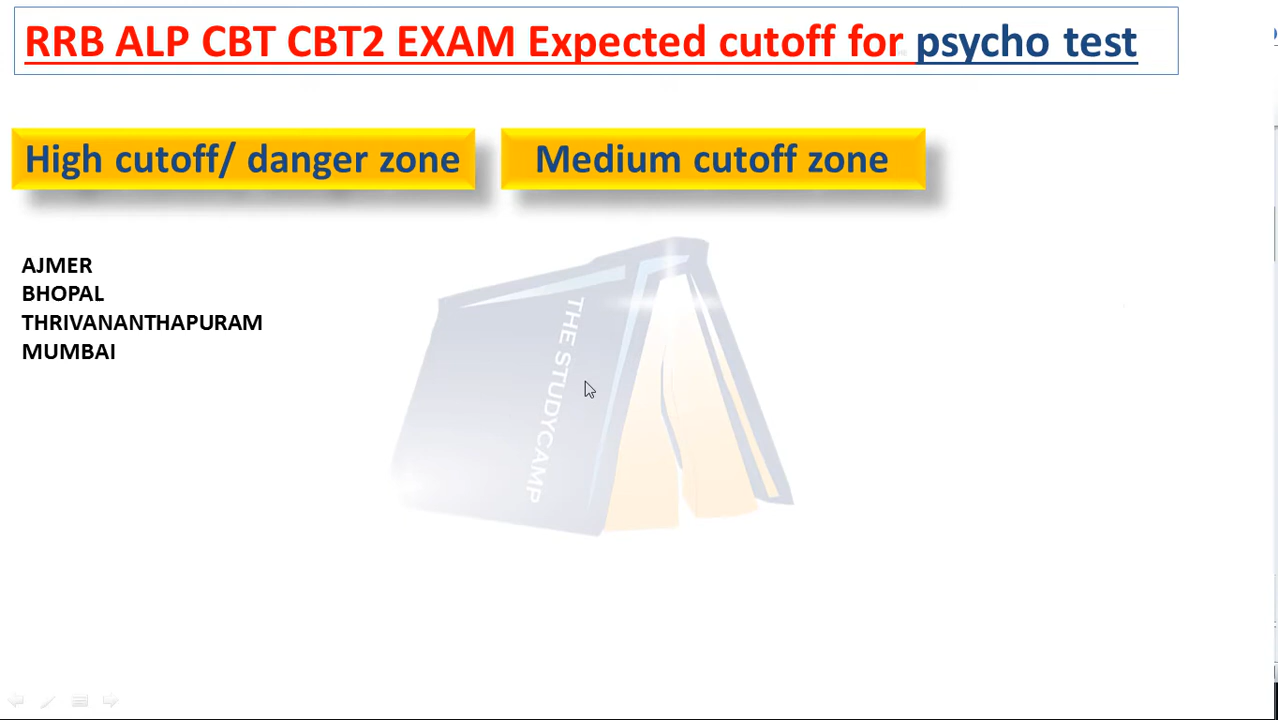 RRB ALP CBT CBT2 EXAM Expected cutoff for psycho test
High cutoff/ danger zone
Medium cutoff zone
AJMER
BHOPAL
THRIVANANTHAPURAM
MUMBAI
THE STUDYCAMP